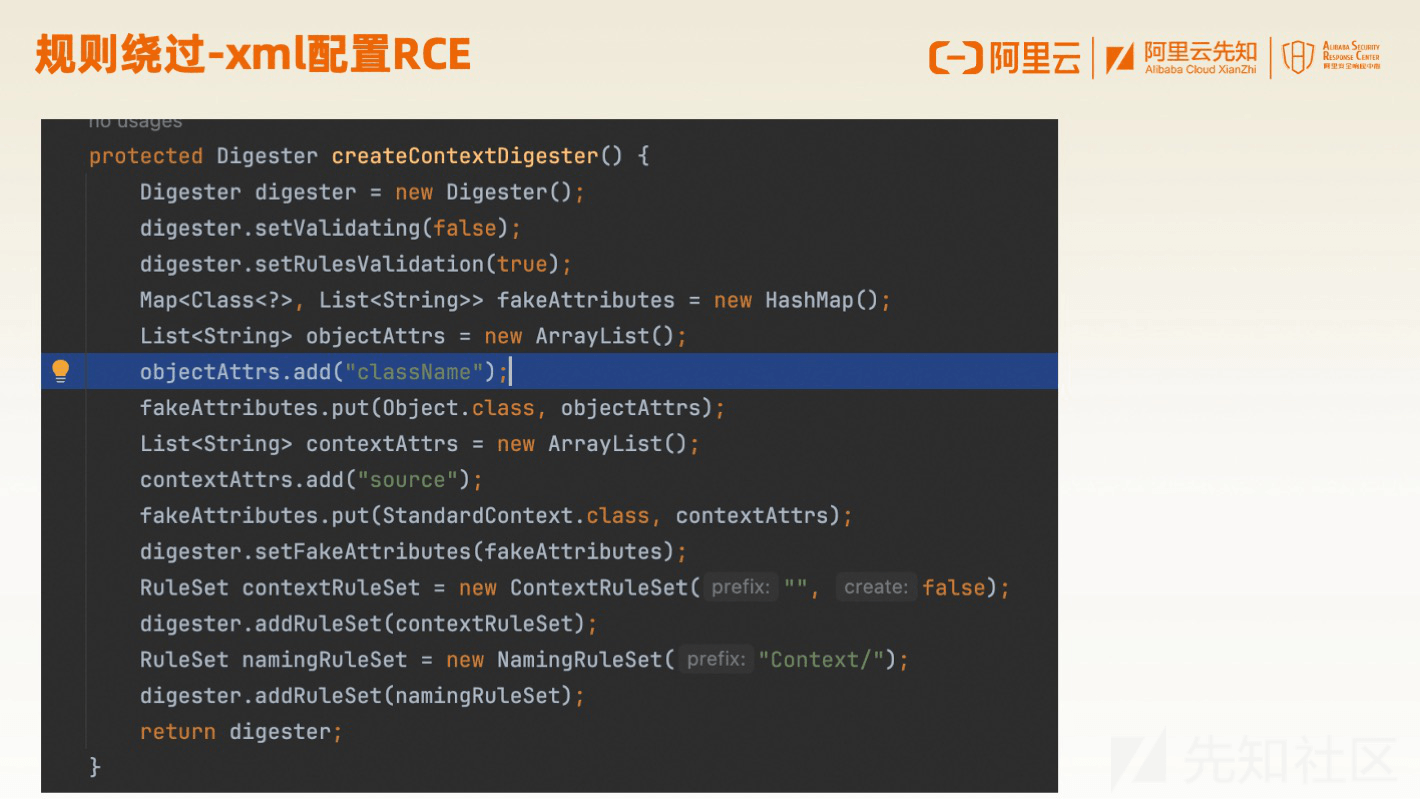 规则绕过-xml配置RCE
阿里云
阿里云先知
Alibaba Cloud XianZhi
ALIBABA SECURITY
RESPONSE CENTER
阿里安全响应中心
no usages
protected Digester createContextDigester() {
Digester digester = new Digester();
digester.setValidating(false);
digester.setRulesValidation(true);
Map<Class<?>, List<String>> fakeAttributes = new HashMap();
List<String> objectAttrs = new ArrayList();
objectAttrs.add("className");
fakeAttributes.put(Object.class, objectAttrs);
List<String> contextAttrs = new ArrayList();
contextAttrs.add("source");
fakeAttributes.put(StandardContext.class, contextAttrs);
digester.setFakeAttributes(fakeAttributes);
RuleSet contextRuleSet = new ContextRuleSet( prefix: "", create: false);
digester.addRuleSet(contextRuleSet);
RuleSet namingRuleSet = new NamingRuleSet( prefix: "Context/");
digester.addRuleSet(namingRuleSet);
return digester;
}
先知社区